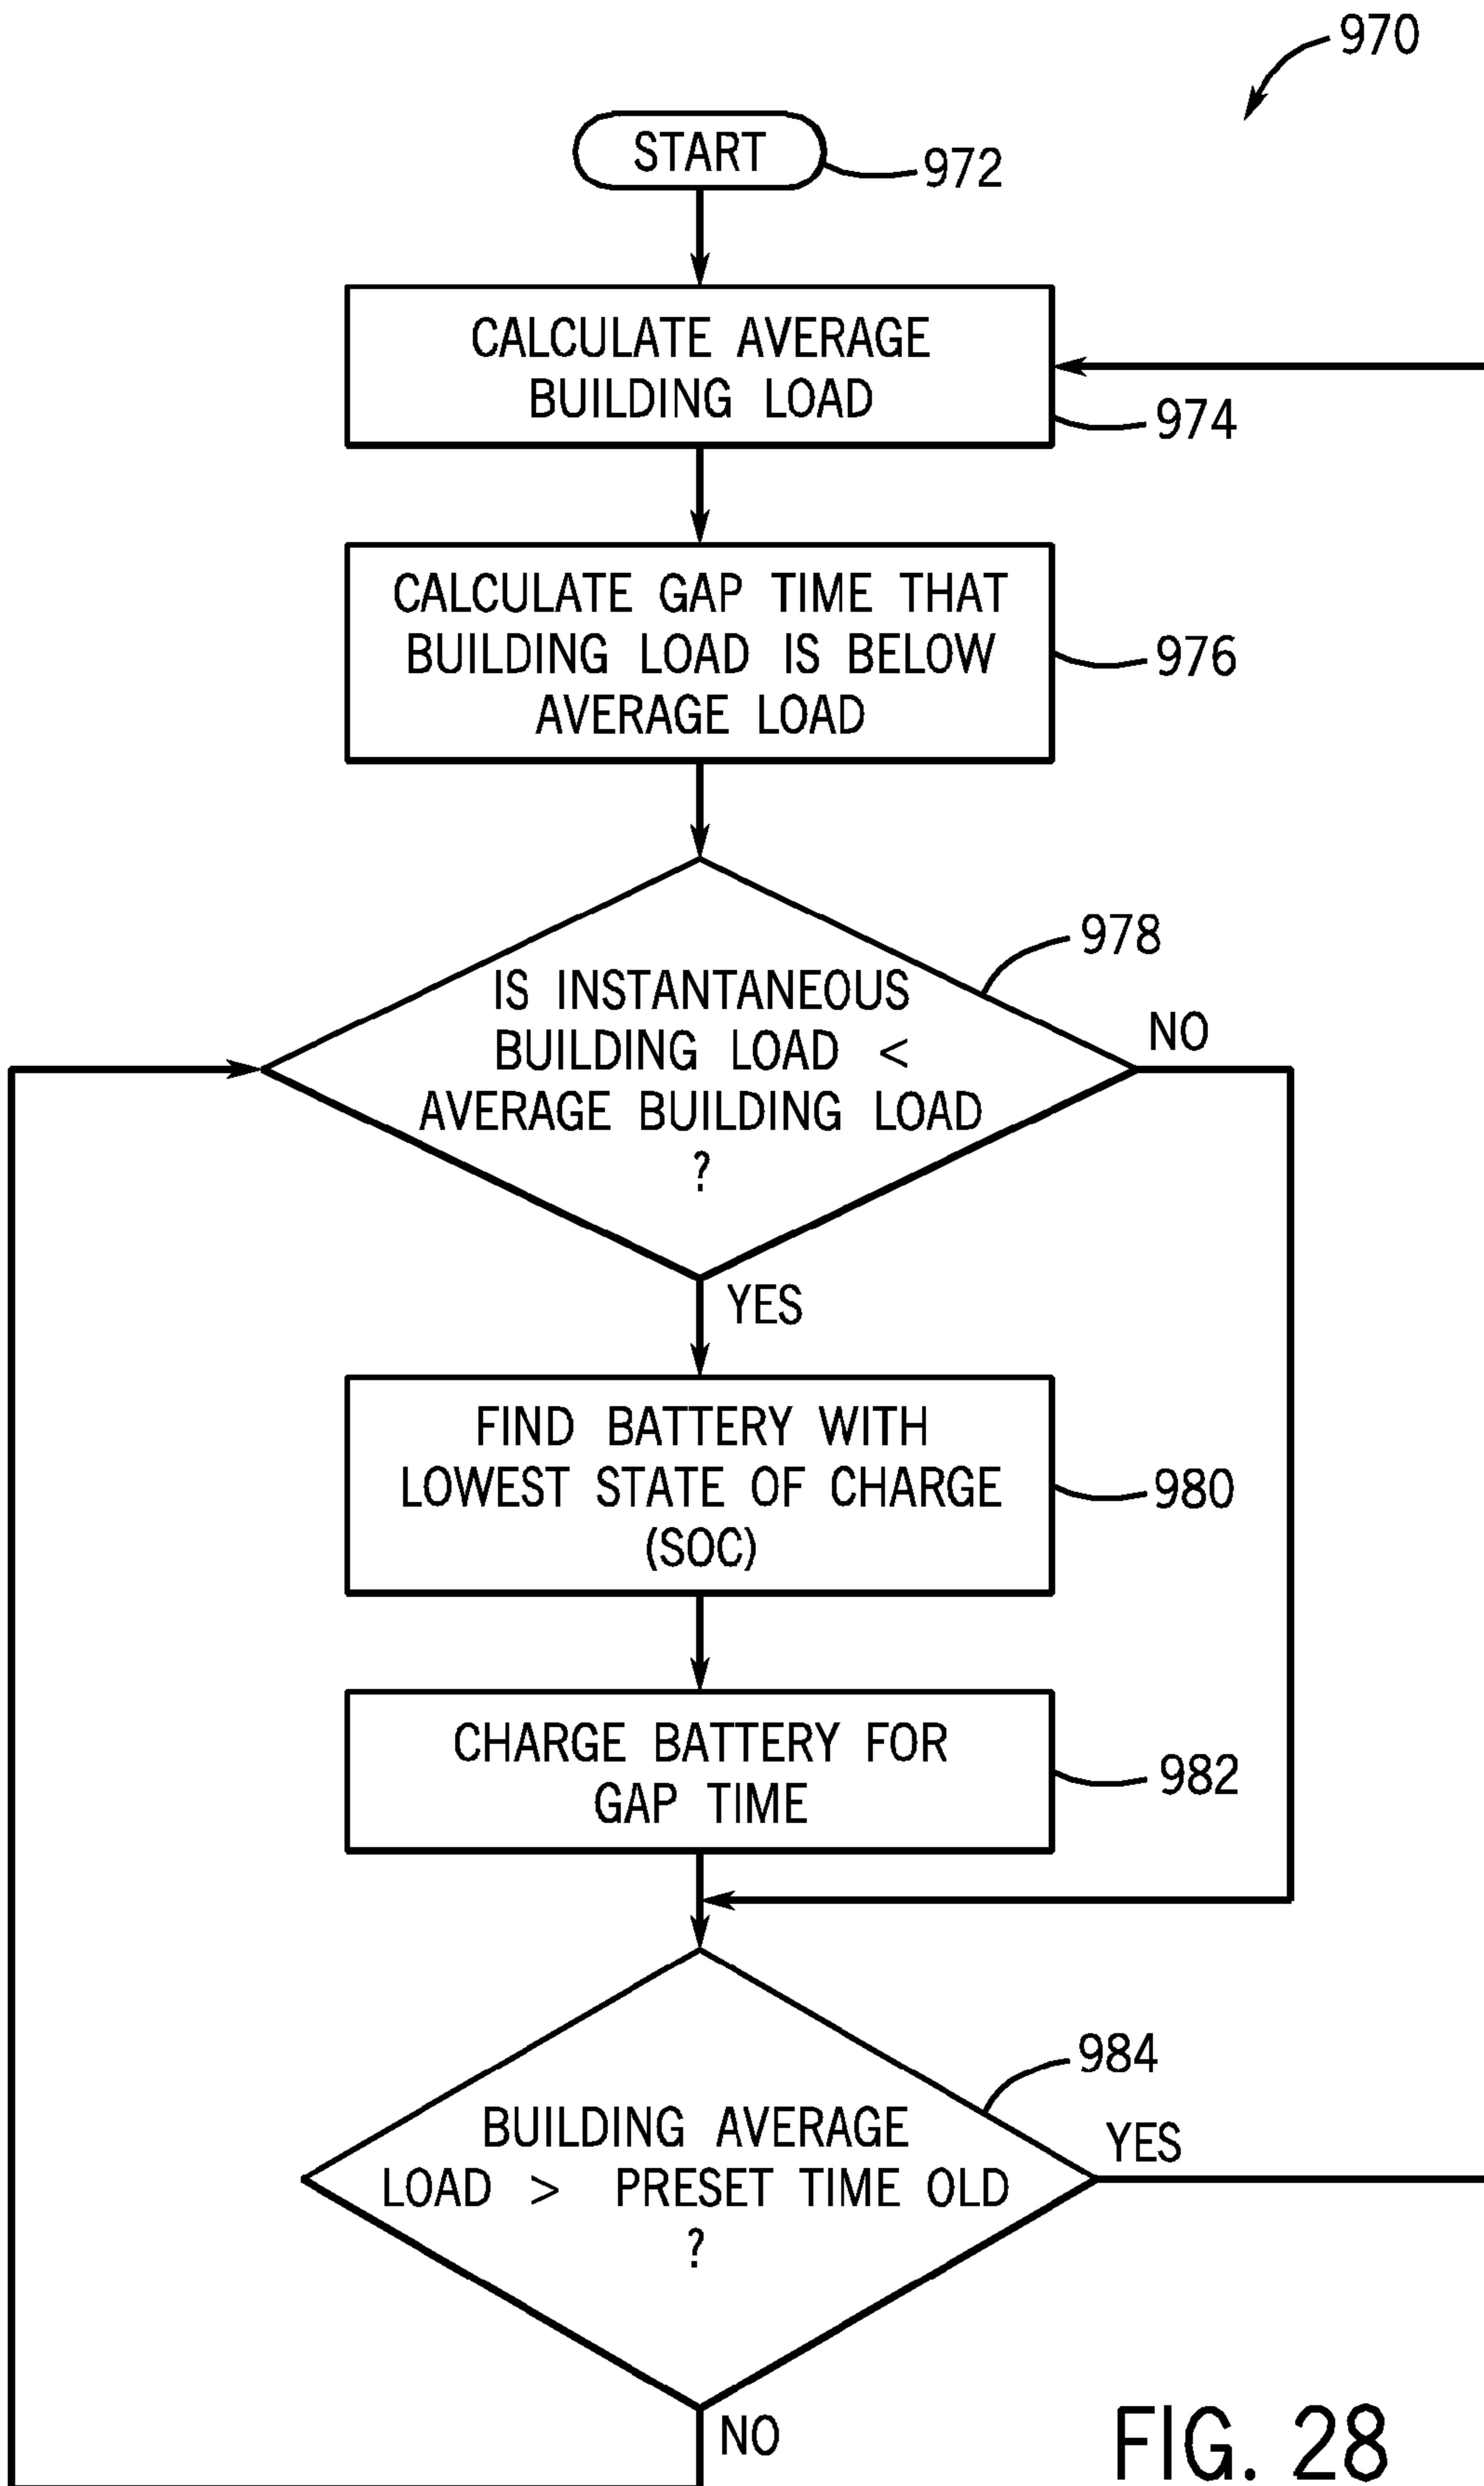 970
START
972
CALCULATE AVERAGE
BUILDING LOAD
974
CALCULATE GAP TIME THAT
BUILDING LOAD IS BELOW
AVERAGE LOAD
976
978
IS INSTANTANEOUS
BUILDING LOAD <
AVERAGE BUILDING LOAD
?
NO
YES
FIND BATTERY WITH
LOWEST STATE OF CHARGE
(SOC)
980
CHARGE BATTERY FOR
GAP TIME
982
984
BUILDING AVERAGE
LOAD > PRESET TIME OLD
?
YES
NO
FIG. 28